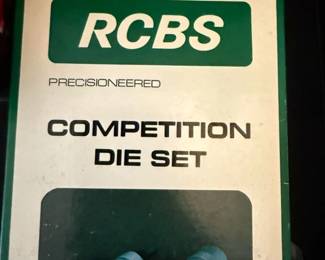 RCBS
PRECISIONEERED
COMPETITION
DIE SET